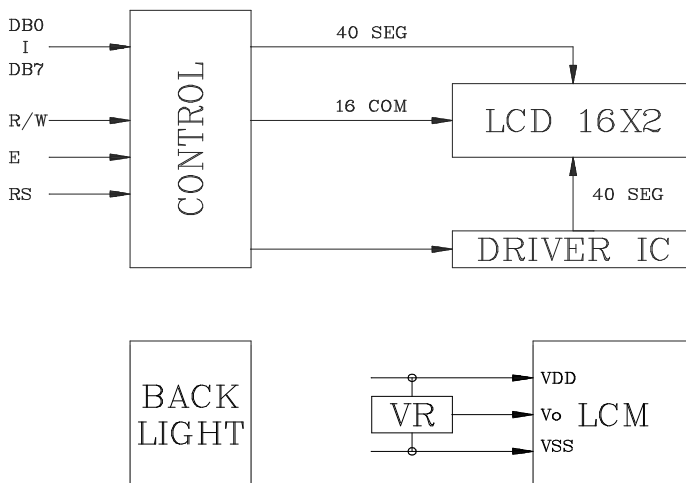 DB0
I
DB7
R/W
E
RS
CONTROL
40 SEG
16 COM
LCD 16X2
40 SEG
DRIVER IC
BACK
LIGHT
VR
VDD
Vo
VSS
LCM